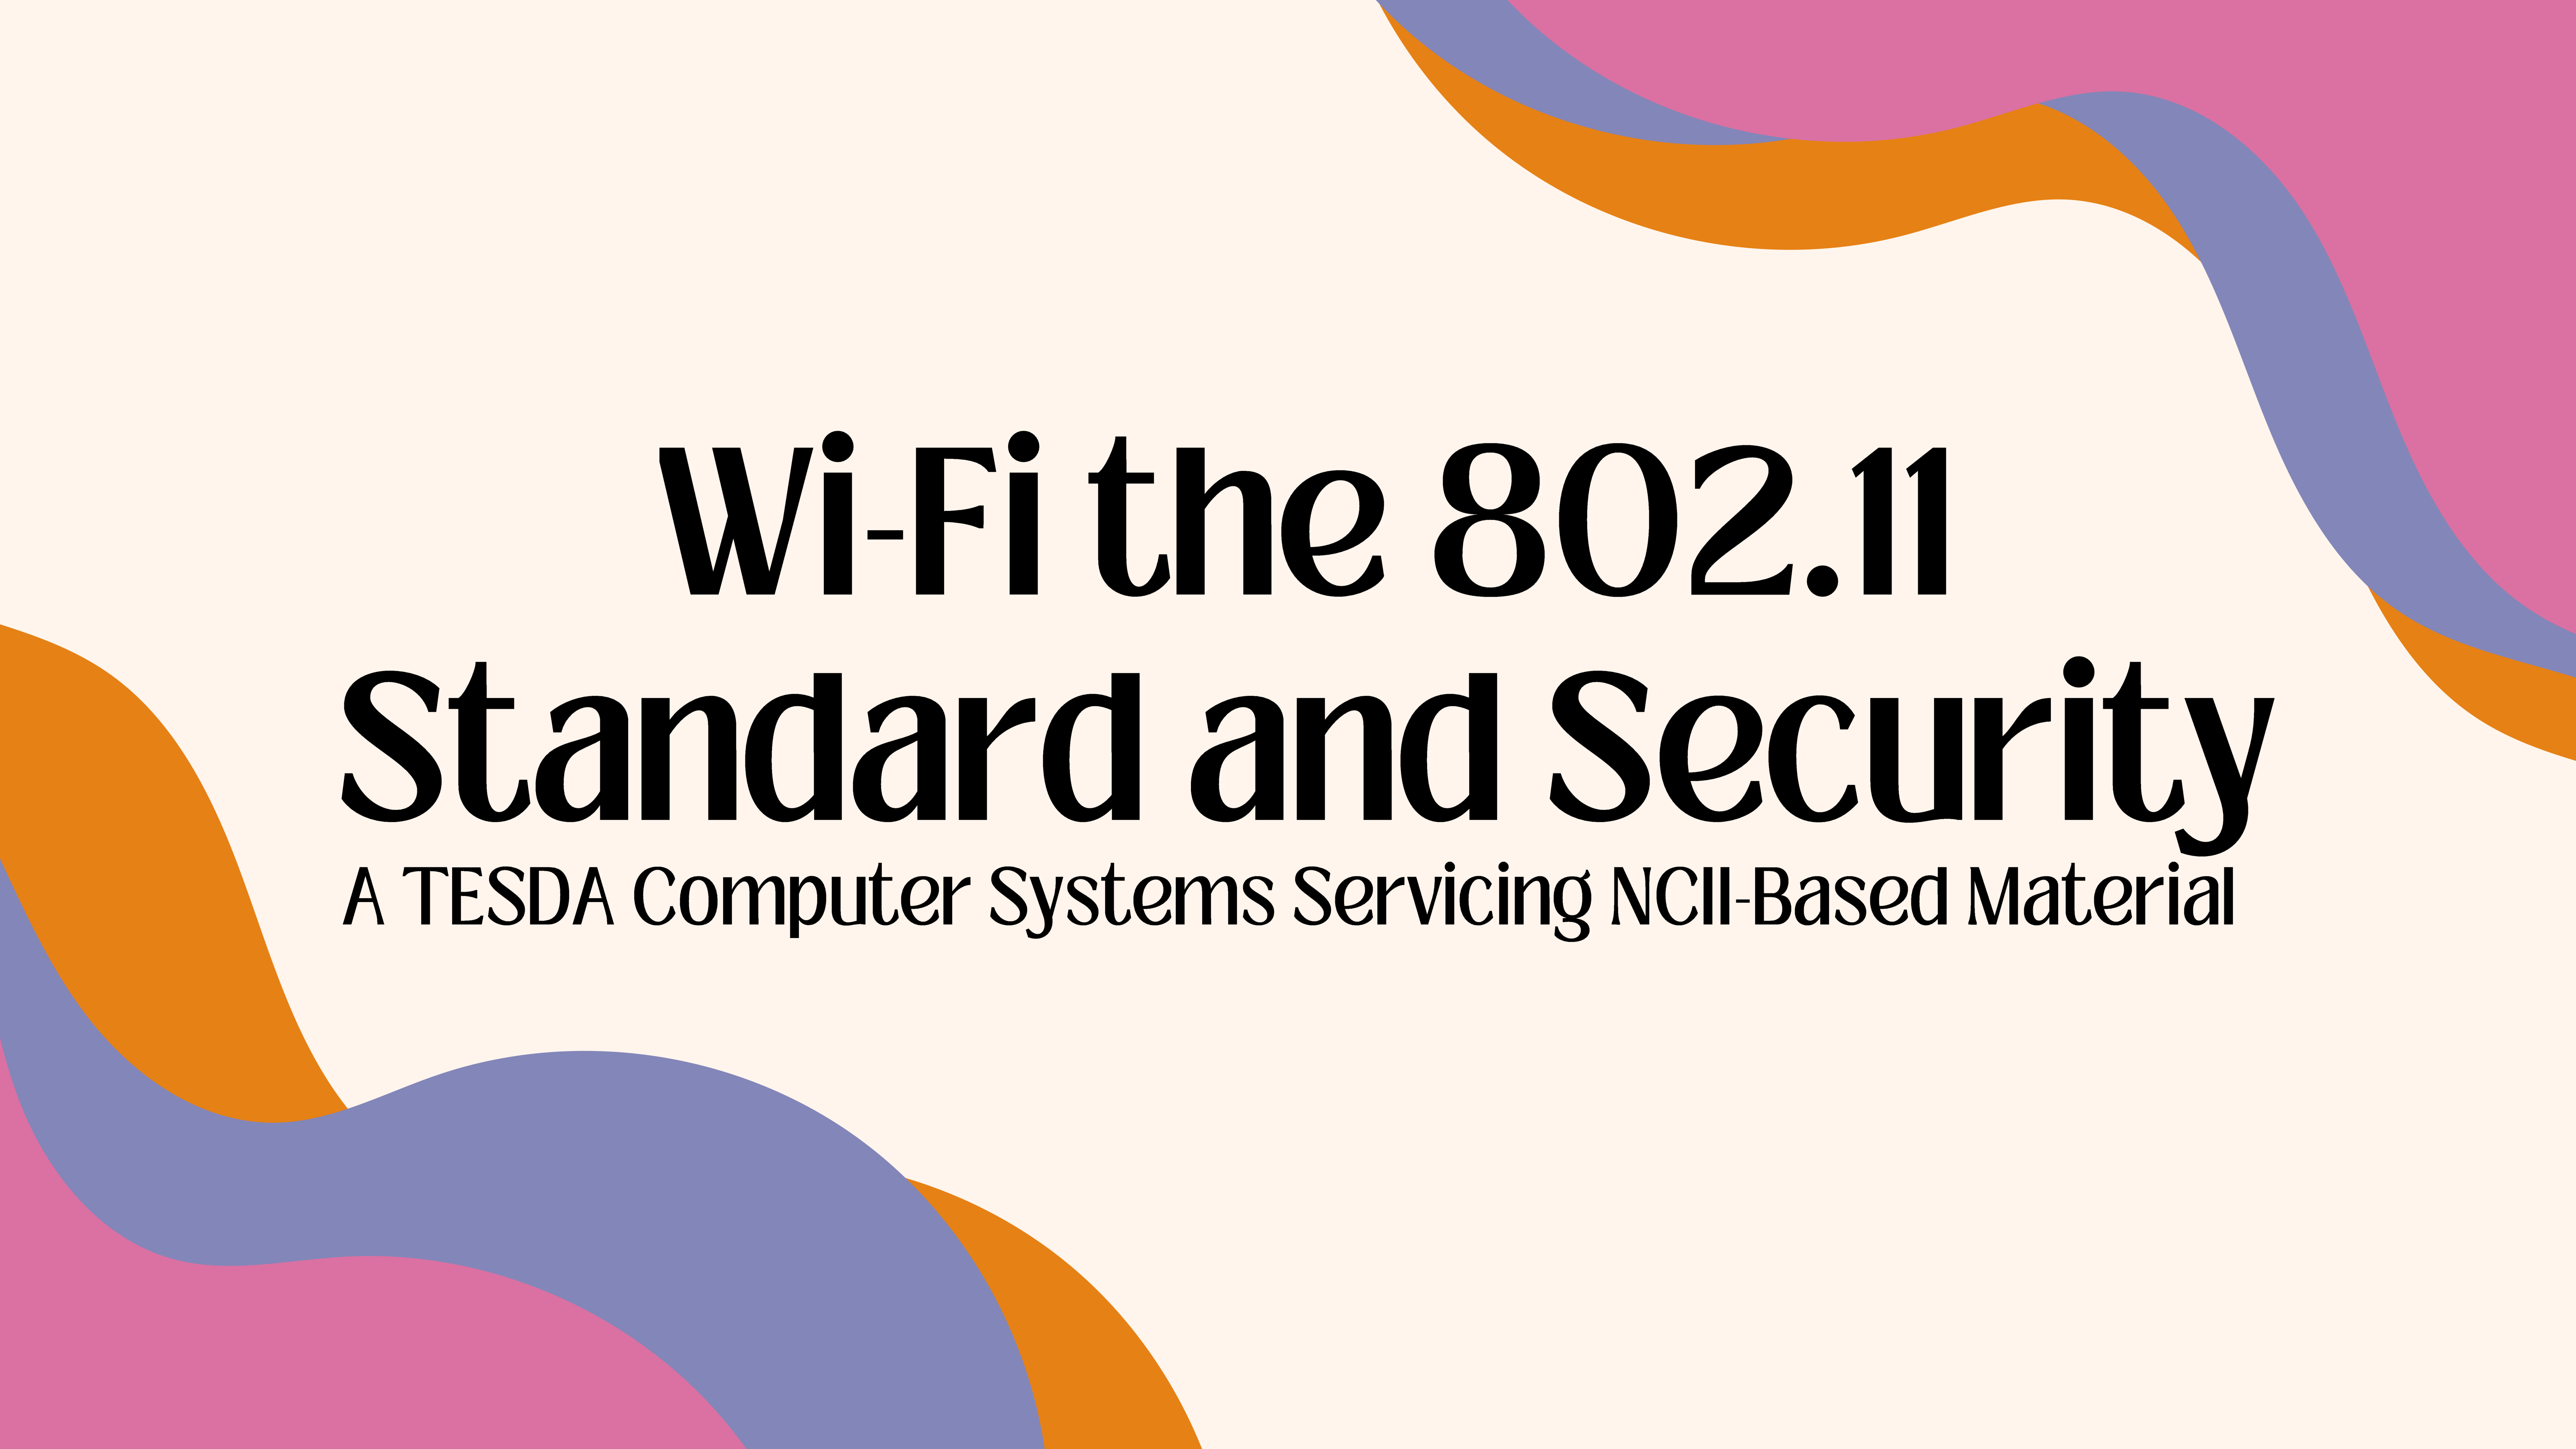 Wi-Fi the 802.11
Standard and Security
A TESDA Computer Systems Servicing NCII-Based Material